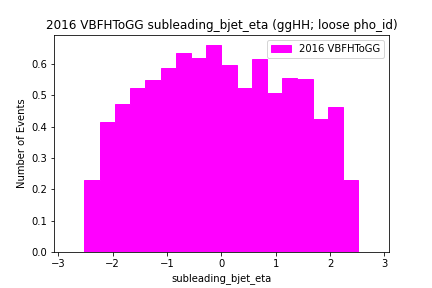 2016 VBFHToGG subleading_bjet_eta (ggHH; loose pho_id)
2016 VBFHToGG
Number of Events
0.6
0.5
0.4
0.3
0.2
0.1
0.0
−3 −2 −1 0 1 2 3
subleading_bjet_eta